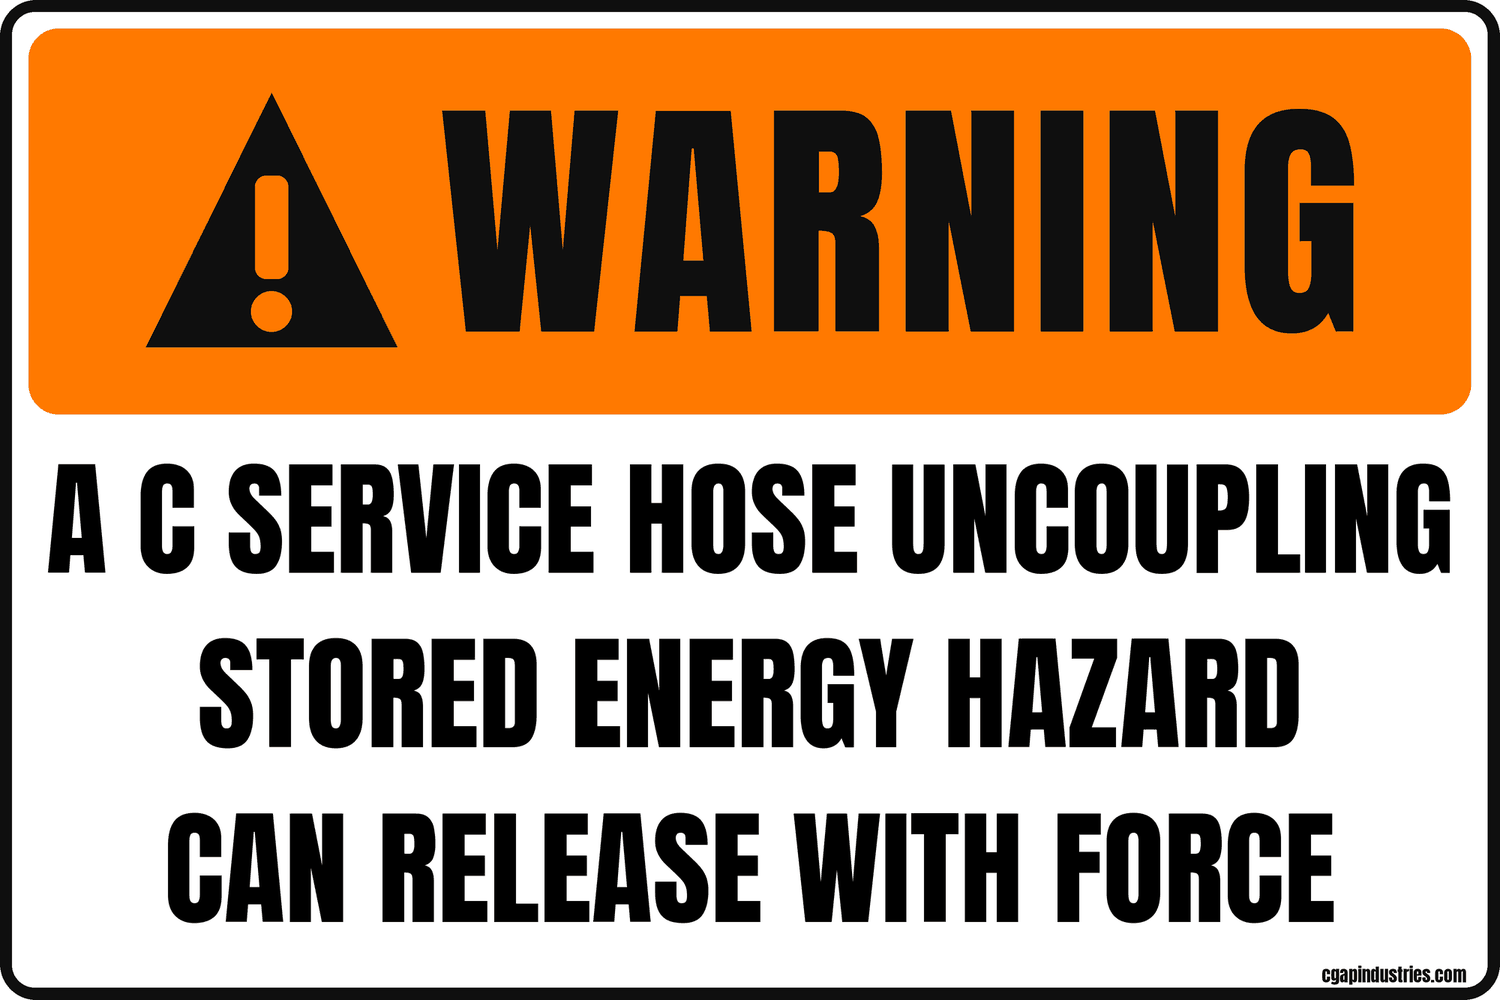 WARNING
A C SERVICE HOSE UNCOUPLING
STORED ENERGY HAZARD
CAN RELEASE WITH FORCE
cgapindustries.com